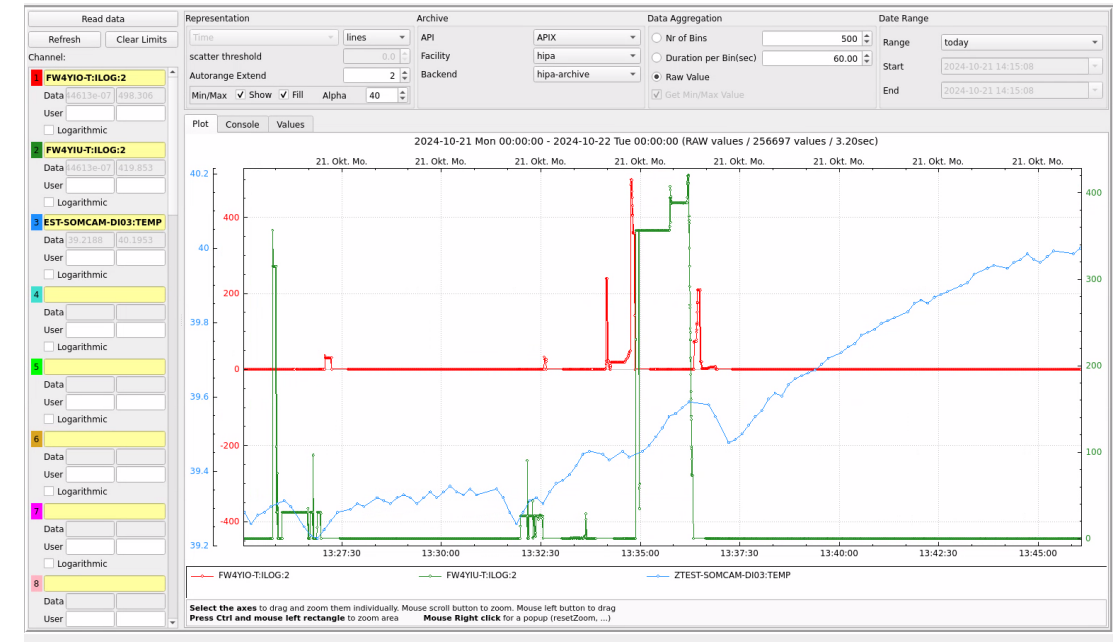 Read data
Refresh Clear Limits
Channel:
1 FW4YIO-T:ILOG:2
Data 44613e-07 498.306
User
Logarithmic
2 FW4YIU-T:ILOG:2
Data 44613e-07 419.853
User
Logarithmic
3 EST-SOMCAM-DI03:TEMP
Data 39.2188 40.1953
User
Logarithmic
4
Data
User
Logarithmic
5
Data
User
Logarithmic
6
Data
User
Logarithmic
7
Data
User
Logarithmic
8
Data
User
Representation
Time lines
scatter threshold 0.0
Autorange Extend 2
Min/Max Show Fill Alpha 40
Archive
API APIX
Facility hipa
Backend hipa-archive
Data Aggregation
Nr of Bins 500
Duration per Bin(sec) 60.00
Raw Value
Get Min/Max Value
Date Range
Range today
Start 2024-10-21 14:15:08
End 2024-10-21 14:15:08
Plot Console Values
2024-10-21 Mon 00:00:00 - 2024-10-22 Tue 00:00:00 (RAW values / 256697 values / 3.20sec)
21. Okt. Mo. 21. Okt. Mo. 21. Okt. Mo. 21. Okt. Mo. 21. Okt. Mo. 21. Okt. Mo. 21. Okt. Mo. 21. Okt. Mo.
40.2
40
39.8
39.6
39.4
39.2
400
200
0
-200
-400
400
300
200
100
0
13:27:30 13:30:00 13:32:30 13:35:00 13:37:30 13:40:00 13:42:30 13:45:00
FW4YIO-T:ILOG:2 FW4YIU-T:ILOG:2 ZTEST-SOMCAM-DI03:TEMP
Select the axes to drag and zoom them individually. Mouse scroll button to zoom. Mouse left button to drag
Press Ctrl and mouse left rectangle to zoom area Mouse Right click for a popup (resetZoom, ...)